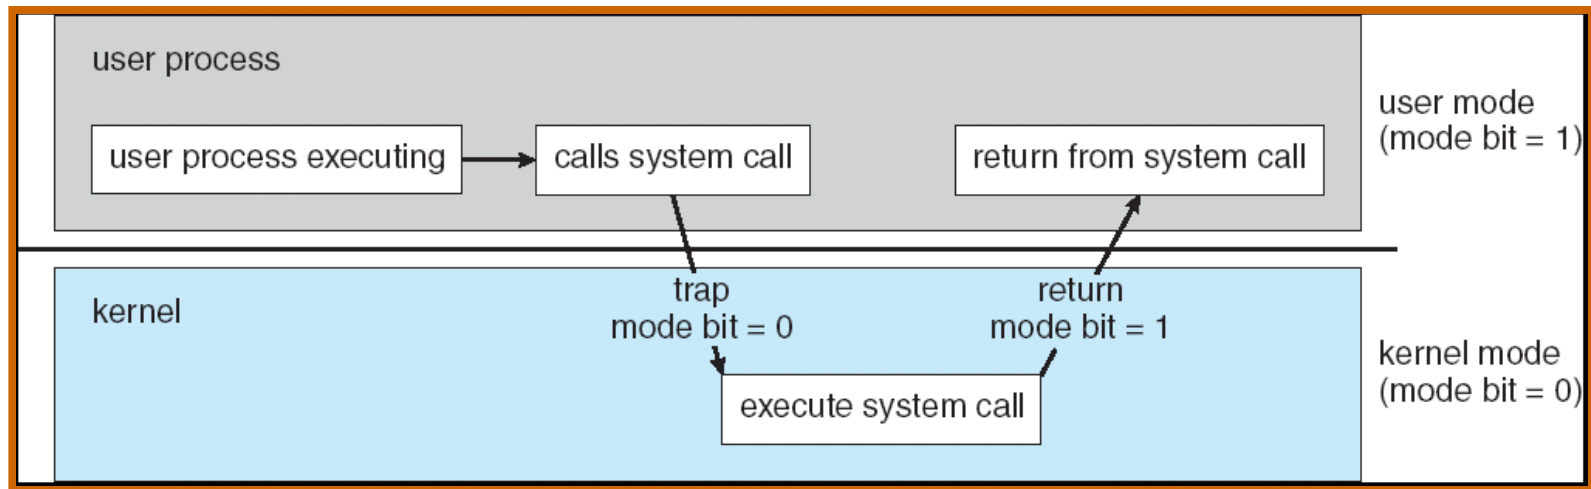 user process
user process executing
calls system call
return from system call
user mode
(mode bit = 1)
kernel
trap
mode bit = 0
return
mode bit = 1
execute system call
kernel mode
(mode bit = 0)